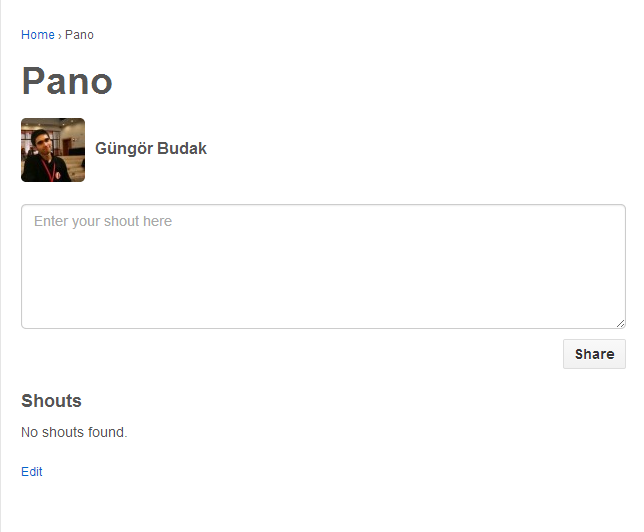 Home › Pano
Pano
Güngör Budak
Enter your shout here
Share
Shouts
No shouts found.
Edit